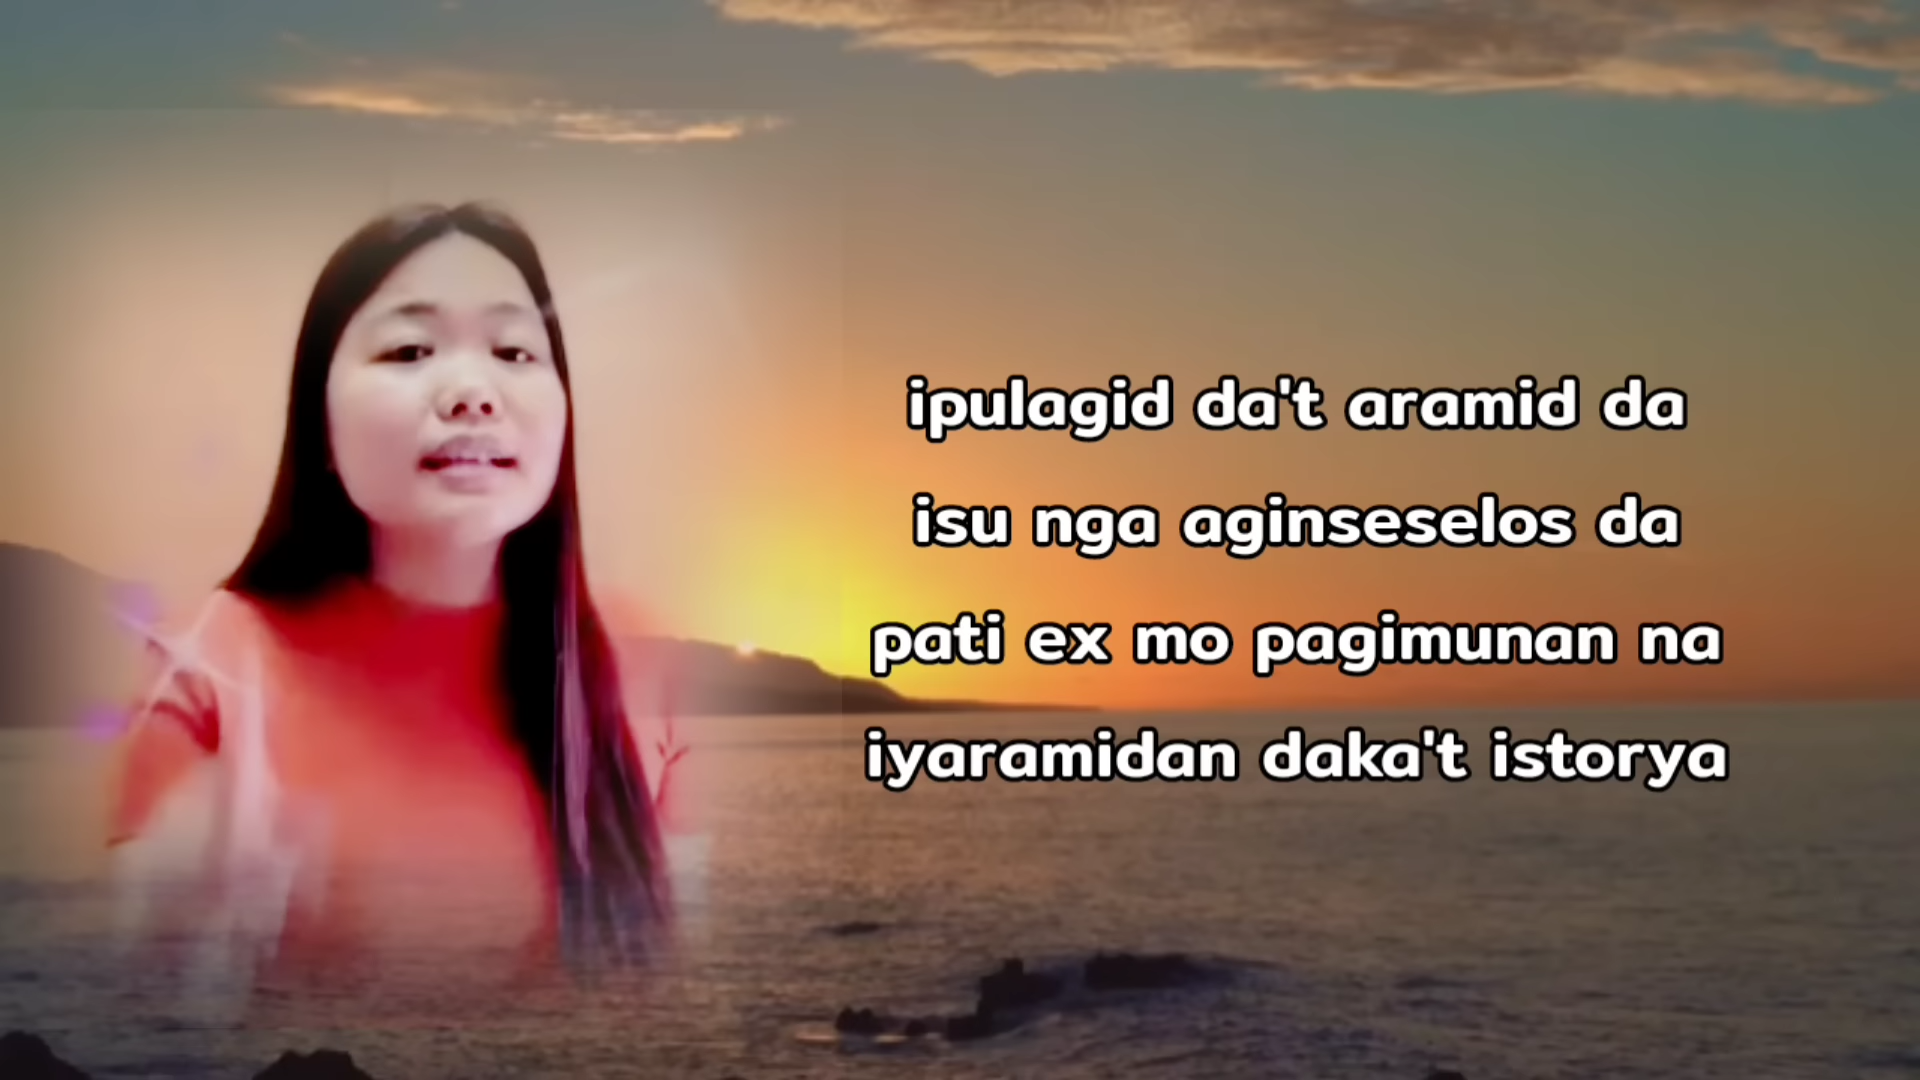 ipulagid da't aramid da
isu nga aginseselos da
pati ex mo pagimunan na
iyaramidan daka't istorya